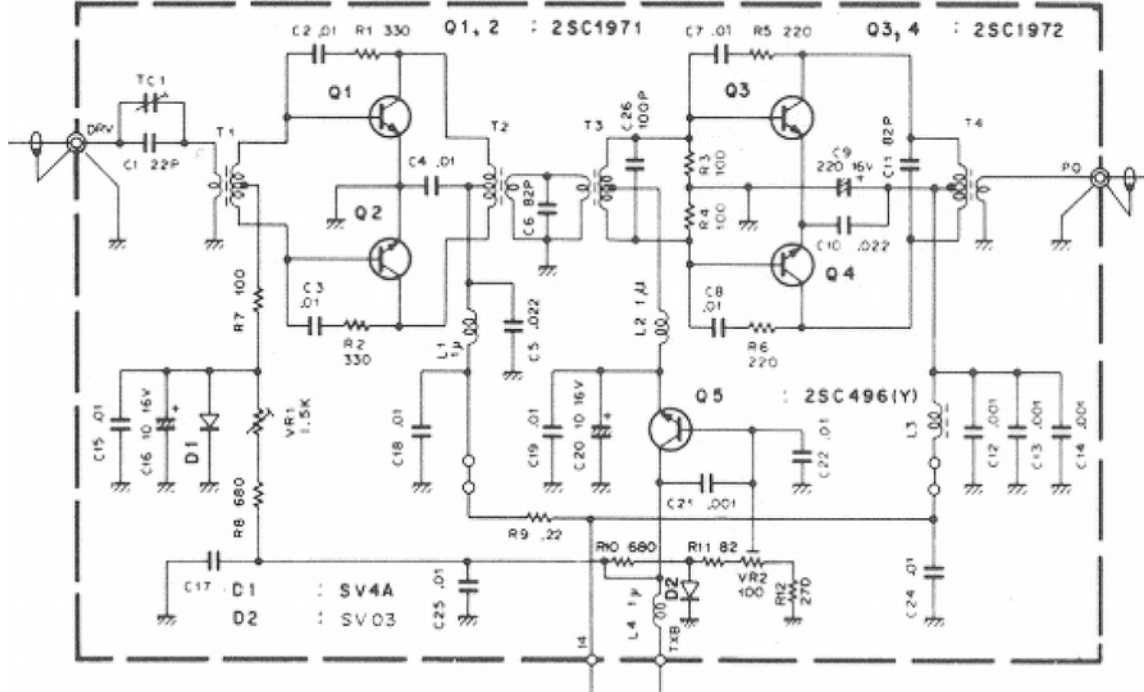 Q1, 2 : 2SC1971
Q3, 4 : 2SC1972
C2 .01
R1 330
C7 .01
R5 220
TC1
DRV
C1 22P
T1
Q1
C4 .01
Q2
C3 .01
R2 330
R7 100
T2
C6 82P
T3
C26 100P
R3 100
R4 100
Q3
C9 220 16V
+
C10 .022
C11 82P
Q4
C8 .01
R6 220
T4
PO
L1 1μ
C5 .022
L2 1μ
C15 .01
C16 10 16V
+
D1
VR1 1.5K
R8 680
C18 .01
C19 .01
C20 10 16V
+
Q5 : 2SC496(Y)
C22 .01
C21 .001
L3
C12 .001
C13 .001
C14 .001
R9 .22
R10 680
R11 82
VR2 100
R12 270
D2
C24 .01
C17
C25 .01
L4 1μ
D1 : SV4A
D2 : SV03
14
TXB